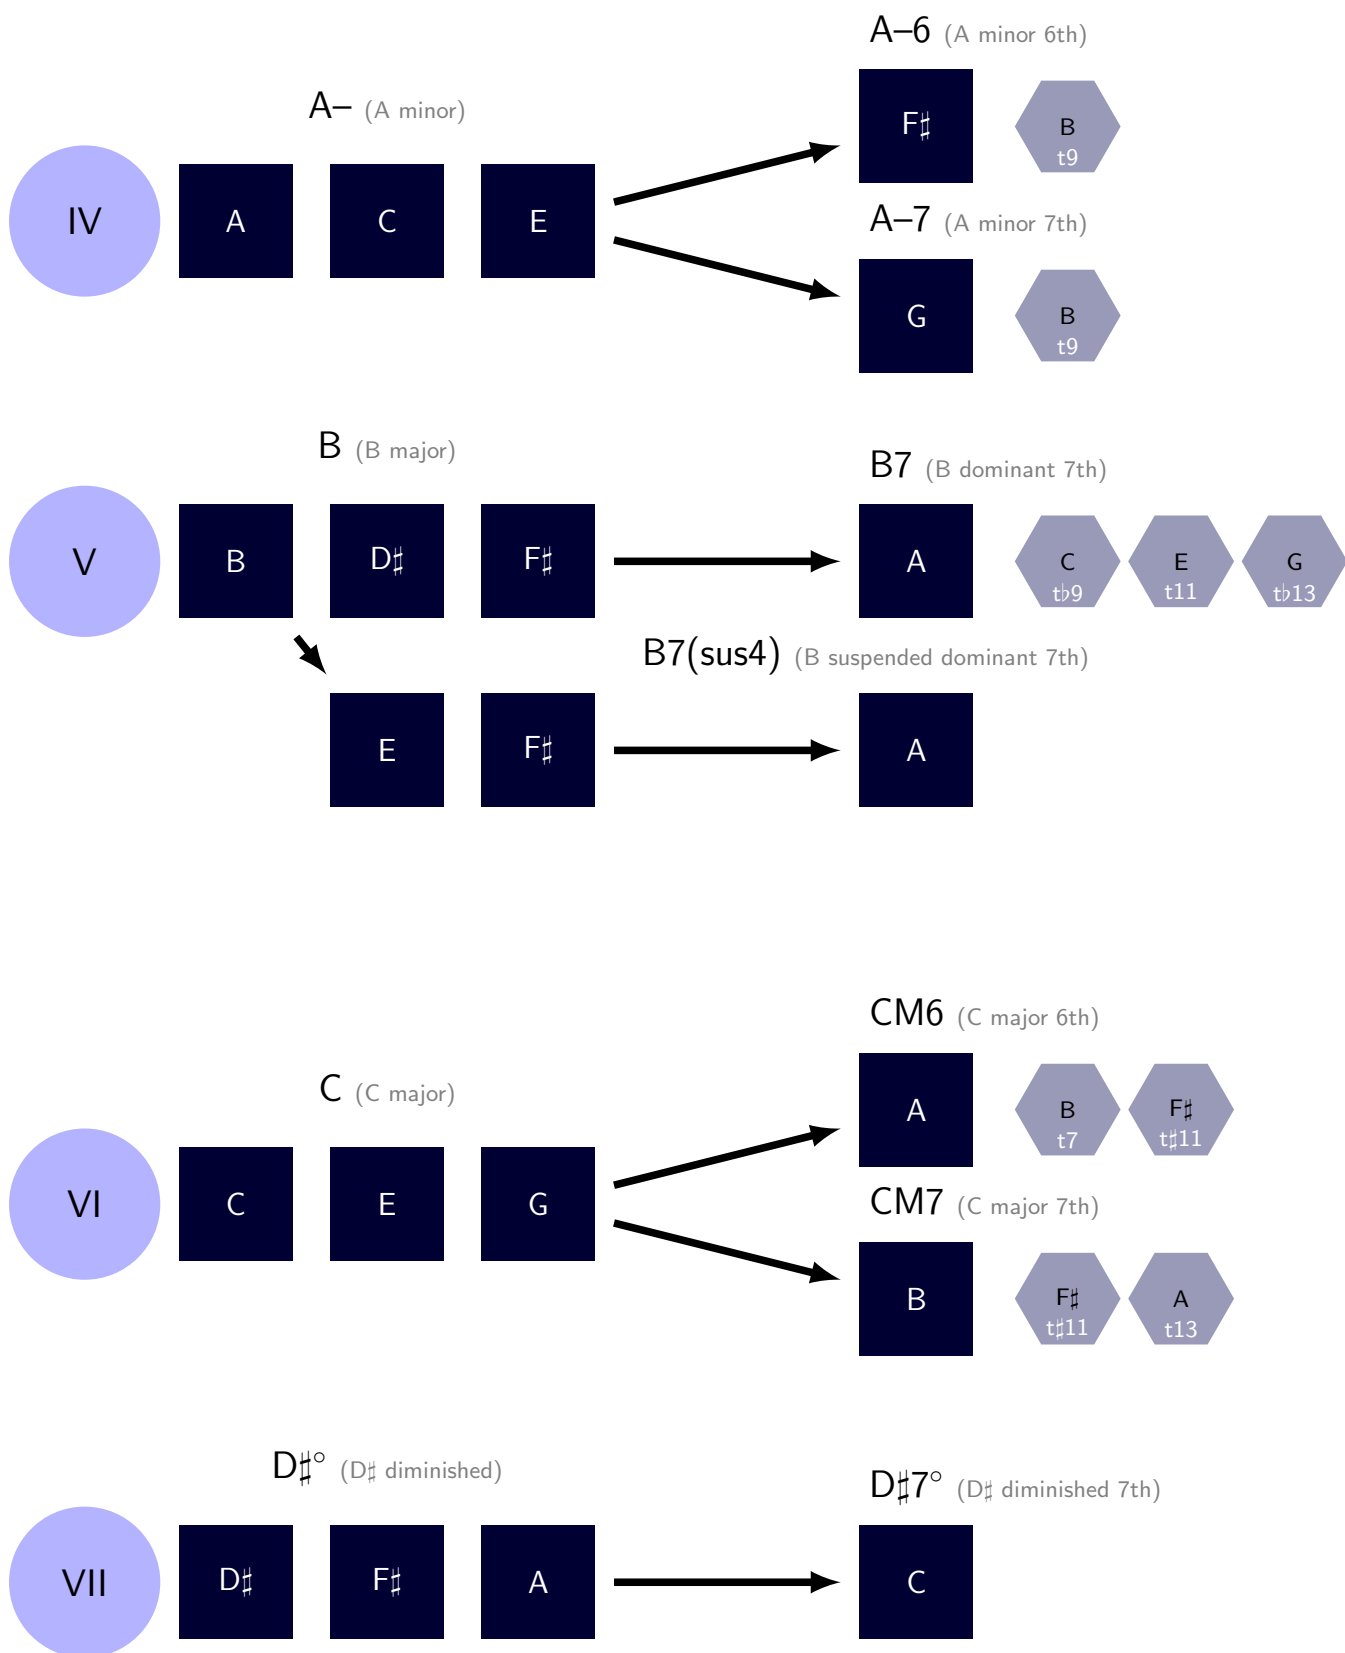 A–6 (A minor 6th)
A– (A minor)
F♯ B
t9
IV A C E
A–7 (A minor 7th)
G B
t9
B (B major)
B7 (B dominant 7th)
V B D♯ F♯ A C E G
t♭9 t11 t♭13
B7(sus4) (B suspended dominant 7th)
E F♯ A
CM6 (C major 6th)
C (C major)
A B F♯
t7 t♯11
VI C E G
CM7 (C major 7th)
B F♯ A
t♯11 t13
D♯° (D♯ diminished)
D♯7° (D♯ diminished 7th)
VII D♯ F♯ A C